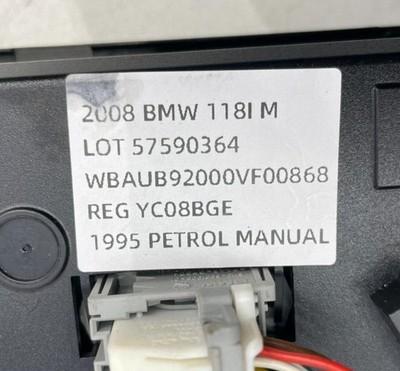 2008 BMW 118I M
LOT 57590364
WBAUB92000VF00868
REG YC08BGE
1995 PETROL MANUAL